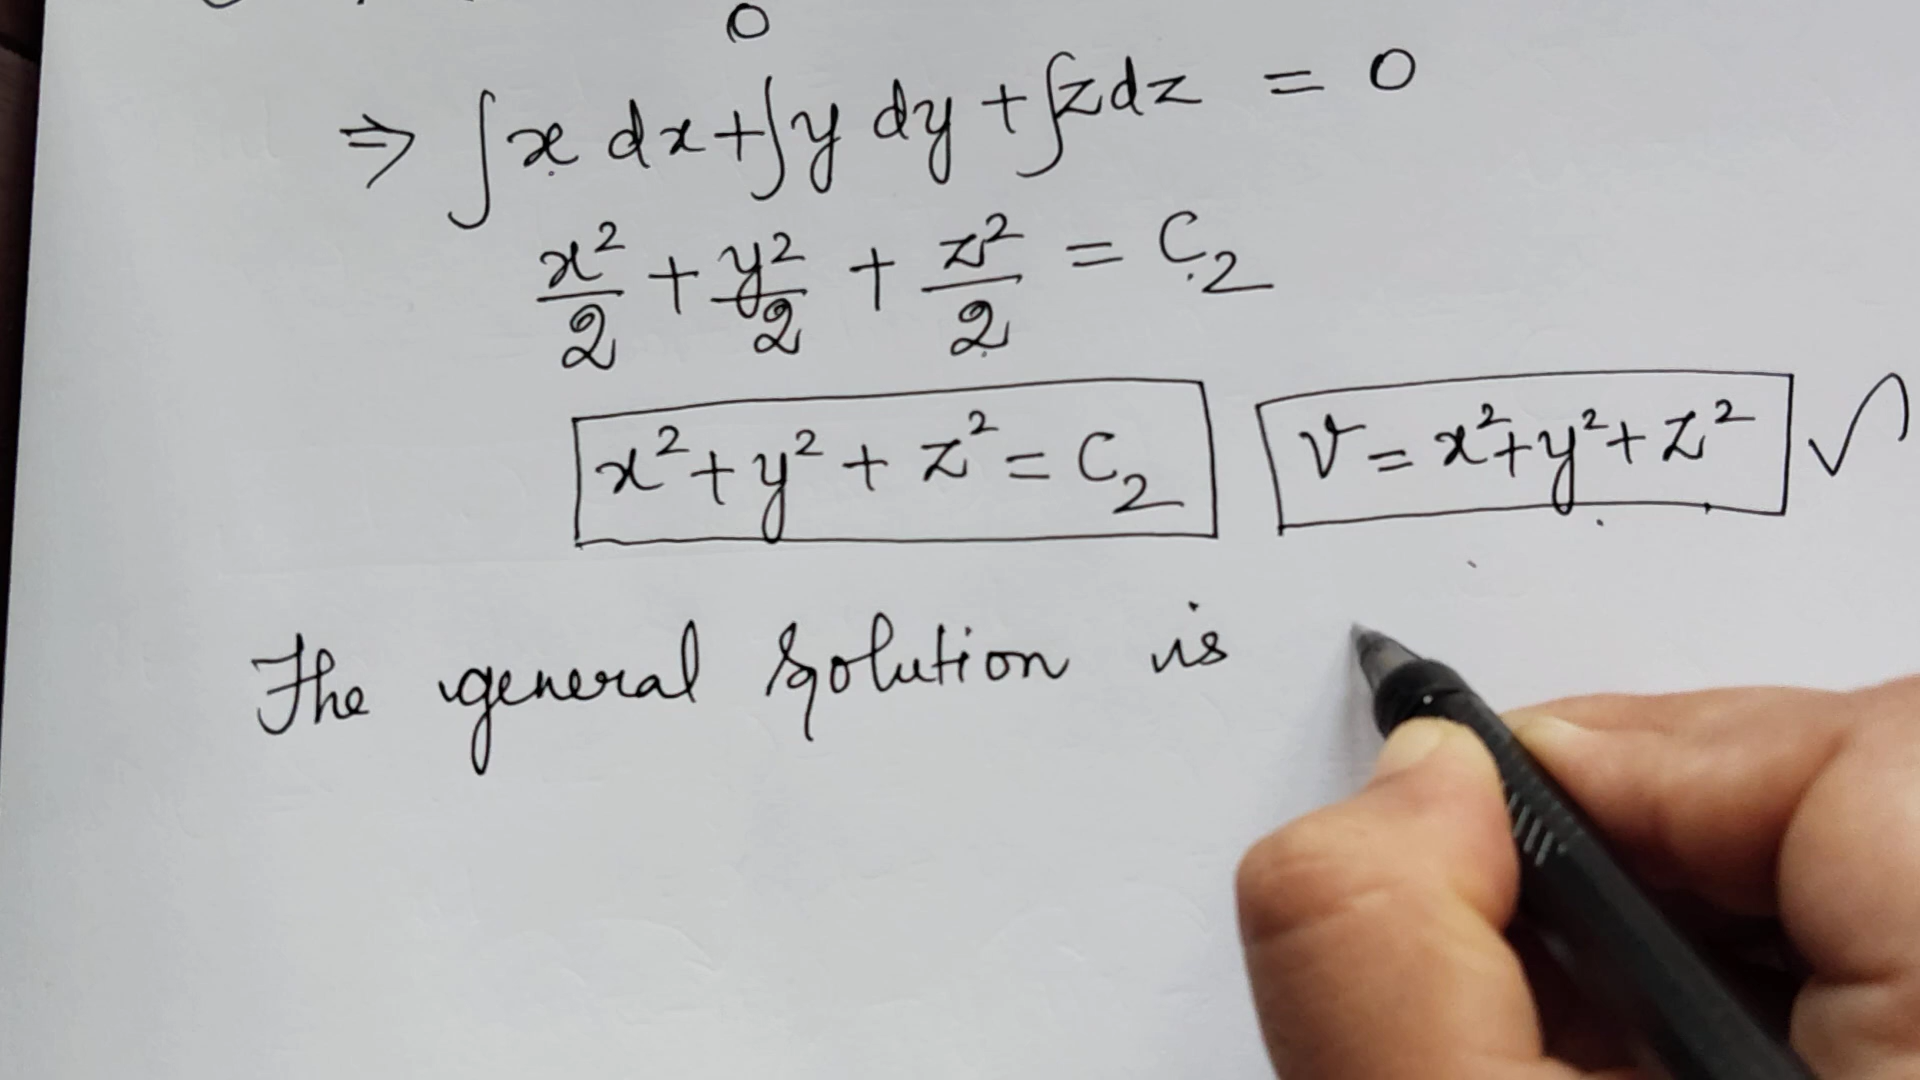 0
⇒ ∫x dx + ∫y dy + ∫z dz = 0
x²/2 + y²/2 + z²/2 = C₂
x² + y² + z² = C₂ v = x² + y² + z²
The general solution is